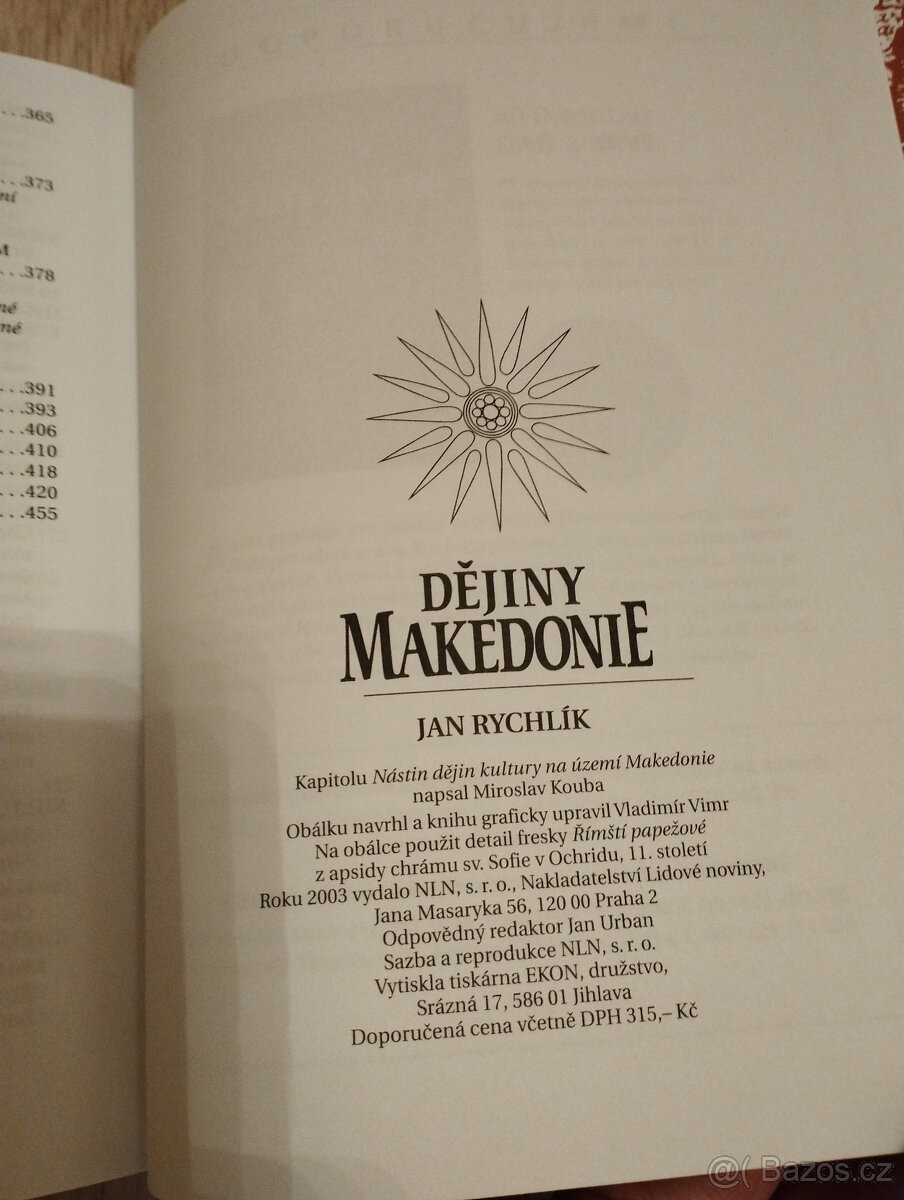 ...365
...373
ní
M
...378
né
né
...391
...393
...406
...410
...418
...420
...455
DĚJINY
MAKEDONIE
JAN RYCHLÍK
Kapitolu Nástin dějin kultury na území Makedonie
napsal Miroslav Kouba
Obálku navrhl a knihu graficky upravil Vladimír Vimr
Na obálce použit detail fresky Římští papežové
z apsidy chrámu sv. Sofie v Ochridu, 11. století
Roku 2003 vydalo NLN, s. r. o., Nakladatelství Lidové noviny,
Jana Masaryka 56, 120 00 Praha 2
Odpovědný redaktor Jan Urban
Sazba a reprodukce NLN, s. r. o.
Vytiskla tiskárna EKON, družstvo,
Srázná 17, 586 01 Jihlava
Doporučená cena včetně DPH 315,– Kč
@( Bazos.cz